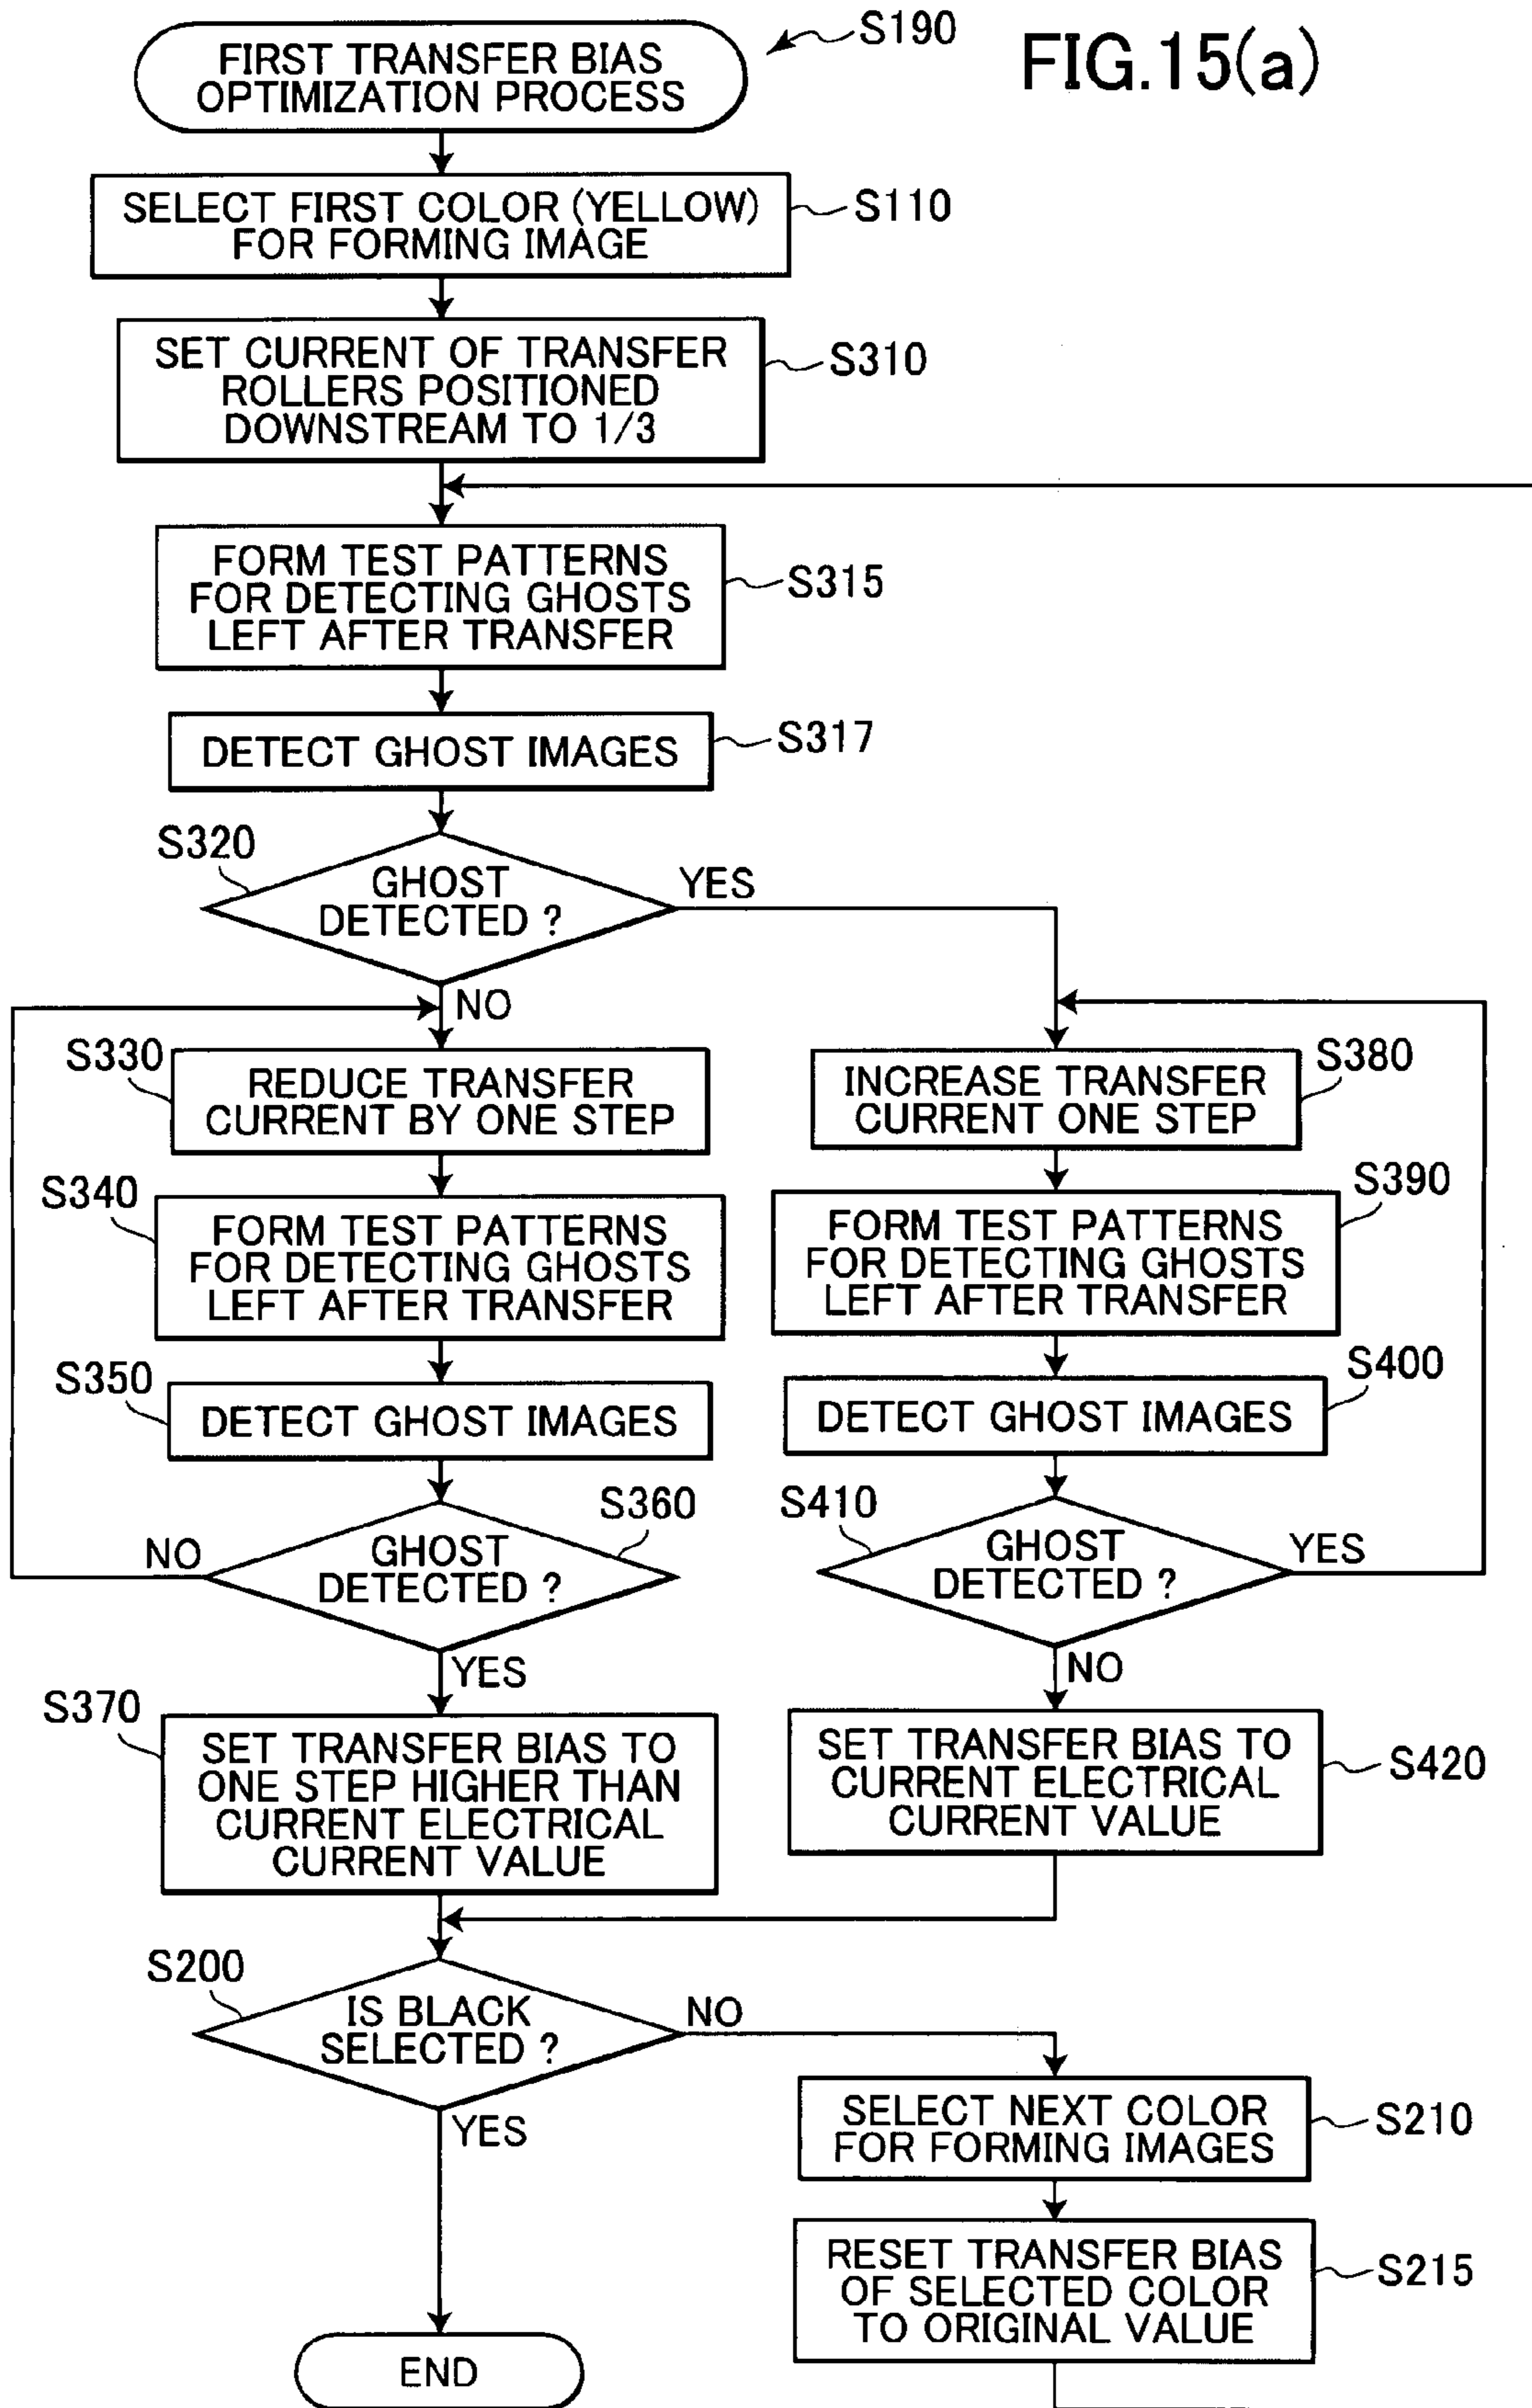 FIG.15(a)
S190
FIRST TRANSFER BIAS
OPTIMIZATION PROCESS
SELECT FIRST COLOR (YELLOW)
FOR FORMING IMAGE
S110
SET CURRENT OF TRANSFER
ROLLERS POSITIONED
DOWNSTREAM TO 1/3
S310
FORM TEST PATTERNS
FOR DETECTING GHOSTS
LEFT AFTER TRANSFER
S315
DETECT GHOST IMAGES
S317
S320
GHOST
DETECTED ?
YES
NO
S330
REDUCE TRANSFER
CURRENT BY ONE STEP
S340
FORM TEST PATTERNS
FOR DETECTING GHOSTS
LEFT AFTER TRANSFER
S350
DETECT GHOST IMAGES
S360
GHOST
DETECTED ?
NO
YES
S370
SET TRANSFER BIAS TO
ONE STEP HIGHER THAN
CURRENT ELECTRICAL
CURRENT VALUE
S380
INCREASE TRANSFER
CURRENT ONE STEP
S390
FORM TEST PATTERNS
FOR DETECTING GHOSTS
LEFT AFTER TRANSFER
S400
DETECT GHOST IMAGES
S410
GHOST
DETECTED ?
YES
NO
SET TRANSFER BIAS TO
CURRENT ELECTRICAL
CURRENT VALUE
S420
S200
IS BLACK
SELECTED ?
NO
YES
SELECT NEXT COLOR
FOR FORMING IMAGES
S210
RESET TRANSFER BIAS
OF SELECTED COLOR
TO ORIGINAL VALUE
S215
END